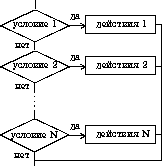 да
условие 1 действия 1
нет
да
условие 2 действия 2
нет
да
условие N действия N
нет